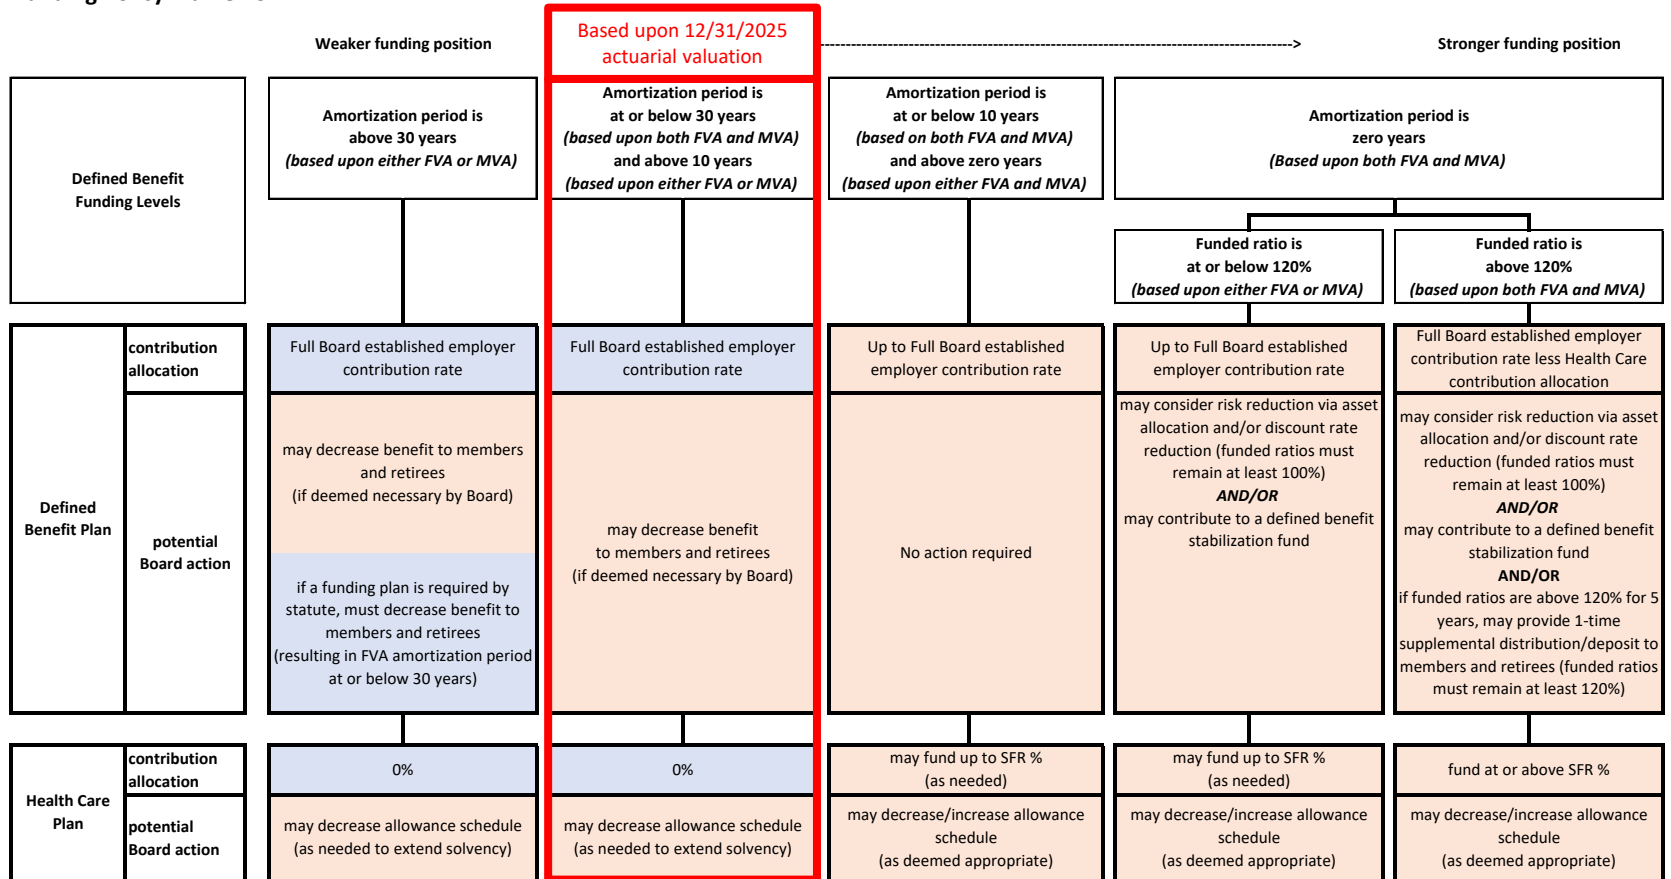 Weaker funding position
Based upon 12/31/2025
actuarial valuation
----------------------------------------------------------------------------------------------->
Stronger funding position
Defined Benefit
Funding Levels
Amortization period is
above 30 years
(based upon either FVA or MVA)
Amortization period is
at or below 30 years
(based upon both FVA and MVA)
and above 10 years
(based upon either FVA or MVA)
Amortization period is
at or below 10 years
(based on both FVA and MVA)
and above zero years
(based upon either FVA and MVA)
Amortization period is
zero years
(Based upon both FVA and MVA)
Funded ratio is
at or below 120%
(based upon either FVA or MVA)
Funded ratio is
above 120%
(based upon both FVA and MVA)
Defined
Benefit Plan
contribution
allocation
Full Board established employer
contribution rate
Full Board established employer
contribution rate
Up to Full Board established
employer contribution rate
Up to Full Board established
employer contribution rate
Full Board established employer
contribution rate less Health Care
contribution allocation
potential
Board action
may decrease benefit to members
and retirees
(if deemed necessary by Board)
if a funding plan is required by
statute, must decrease benefit to
members and retirees
(resulting in FVA amortization period
at or below 30 years)
may decrease benefit
to members and retirees
(if deemed necessary by Board)
No action required
may consider risk reduction via asset
allocation and/or discount rate
reduction (funded ratios must
remain at least 100%)
AND/OR
may contribute to a defined benefit
stabilization fund
may consider risk reduction via asset
allocation and/or discount rate
reduction (funded ratios must
remain at least 100%)
AND/OR
may contribute to a defined benefit
stabilization fund
AND/OR
if funded ratios are above 120% for 5
years, may provide 1-time
supplemental distribution/deposit to
members and retirees (funded ratios
must remain at least 120%)
Health Care
Plan
contribution
allocation
0%
0%
may fund up to SFR %
(as needed)
may fund up to SFR %
(as needed)
fund at or above SFR %
potential
Board action
may decrease allowance schedule
(as needed to extend solvency)
may decrease allowance schedule
(as needed to extend solvency)
may decrease/increase allowance
schedule
(as deemed appropriate)
may decrease/increase allowance
schedule
(as deemed appropriate)
may decrease/increase allowance
schedule
(as deemed appropriate)